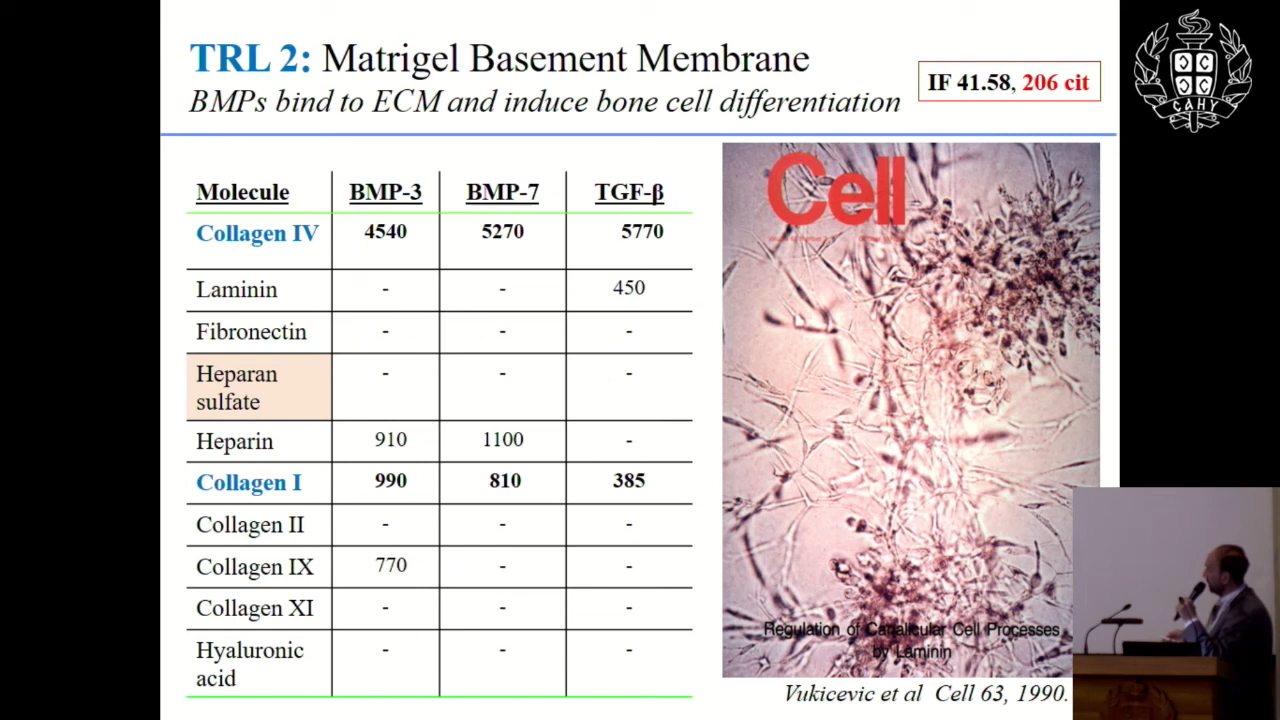 TRL 2: Matrigel Basement Membrane
BMPs bind to ECM and induce bone cell differentiation
IF 41.58, 206 cit
CAHY
Molecule BMP-3 BMP-7 TGF-β
Collagen IV 4540 5270 5770
Laminin - - 450
Fibronectin - - -
Heparan
sulfate - - -
Heparin 910 1100 -
Collagen I 990 810 385
Collagen II - - -
Collagen IX 770 - -
Collagen XI - - -
Hyaluronic
acid - - -
Cell
Regulation of Canalicular Cell Processes
by Laminin
Vukicevic et al Cell 63, 1990.